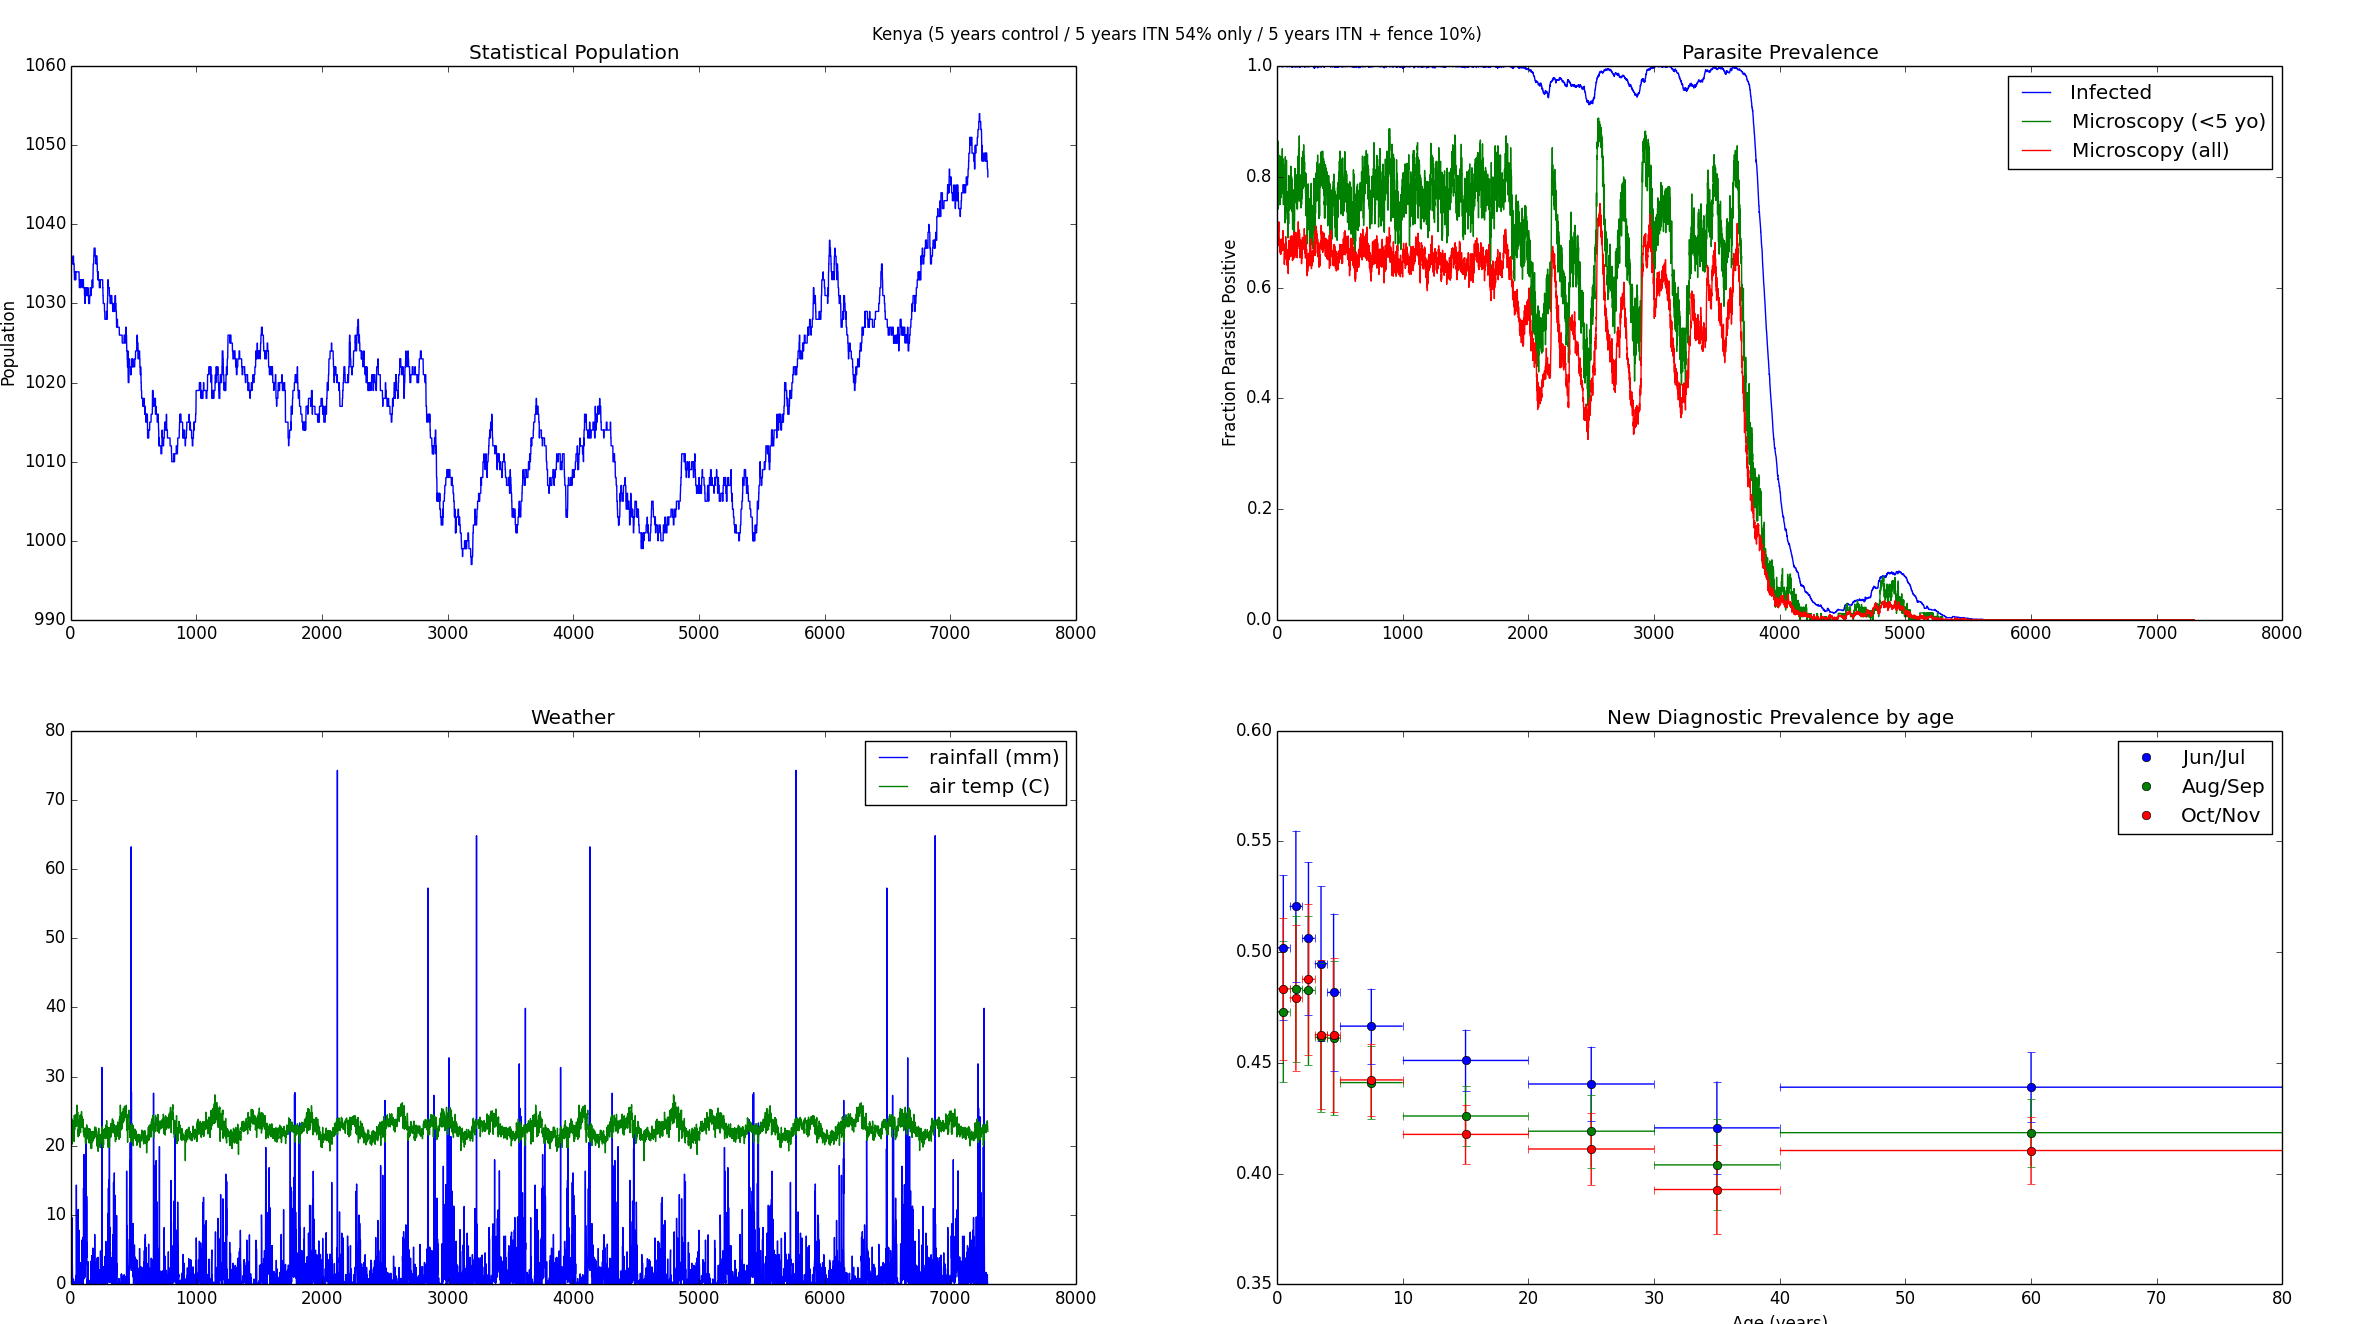 Kenya (5 years control / 5 years ITN 54% only / 5 years ITN + fence 10%)
Statistical Population
1060
1050
1040
1030
1020
1010
1000
990
Population
0 1000 2000 3000 4000 5000 6000 7000 8000
Parasite Prevalence
1.0
0.8
0.6
0.4
0.2
0.0
Fraction Parasite Positive
Infected
Microscopy (<5 yo)
Microscopy (all)
0 1000 2000 3000 4000 5000 6000 7000 8000
Weather
80
70
60
50
40
30
20
10
0
rainfall (mm)
air temp (C)
0 1000 2000 3000 4000 5000 6000 7000 8000
New Diagnostic Prevalence by age
0.60
0.55
0.50
0.45
0.40
0.35
Jun/Jul
Aug/Sep
Oct/Nov
0 10 20 30 40 50 60 70 80
Age (years)